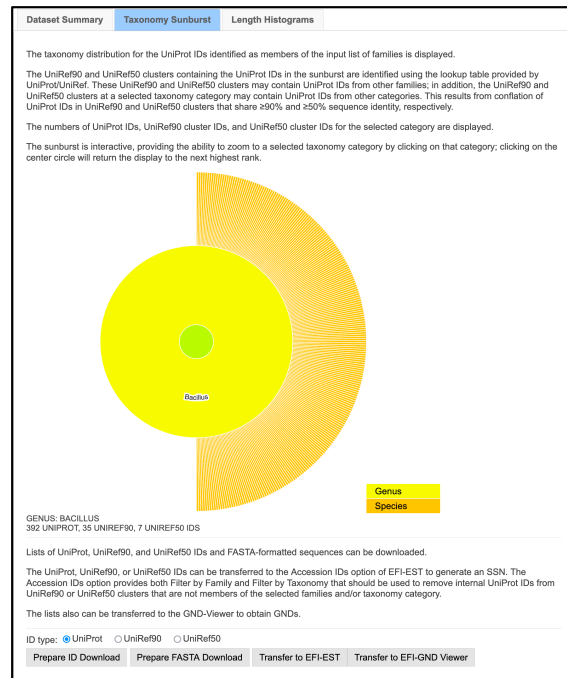 Dataset Summary Taxonomy Sunburst Length Histograms
The taxonomy distribution for the UniProt IDs identified as members of the input list of families is displayed.
The UniRef90 and UniRef50 clusters containing the UniProt IDs in the sunburst are identified using the lookup table provided by
UniProt/UniRef. These UniRef90 and UniRef50 clusters may contain UniProt IDs from other families; in addition, the UniRef90 and
UniRef50 clusters at a selected taxonomy category may contain UniProt IDs from other categories. This results from conflation of
UniProt IDs in UniRef90 and UniRef50 clusters that share ≥90% and ≥50% sequence identity, respectively.
The numbers of UniProt IDs, UniRef90 cluster IDs, and UniRef50 cluster IDs for the selected category are displayed.
The sunburst is interactive, providing the ability to zoom to a selected taxonomy category by clicking on that category; clicking on the
center circle will return the display to the next highest rank.
Bacillus
Genus
Species
GENUS: BACILLUS
392 UNIPROT, 35 UNIREF90, 7 UNIREF50 IDS
Lists of UniProt, UniRef90, and UniRef50 IDs and FASTA-formatted sequences can be downloaded.
The UniProt, UniRef90, or UniRef50 IDs can be transferred to the Accession IDs option of EFI-EST to generate an SSN. The
Accession IDs option provides both Filter by Family and Filter by Taxonomy that should be used to remove internal UniProt IDs from
UniRef90 or UniRef50 clusters that are not members of the selected families and/or taxonomy category.
The lists also can be transferred to the GND-Viewer to obtain GNDs.
ID type: UniProt UniRef90 UniRef50
Prepare ID Download Prepare FASTA Download Transfer to EFI-EST Transfer to EFI-GND Viewer